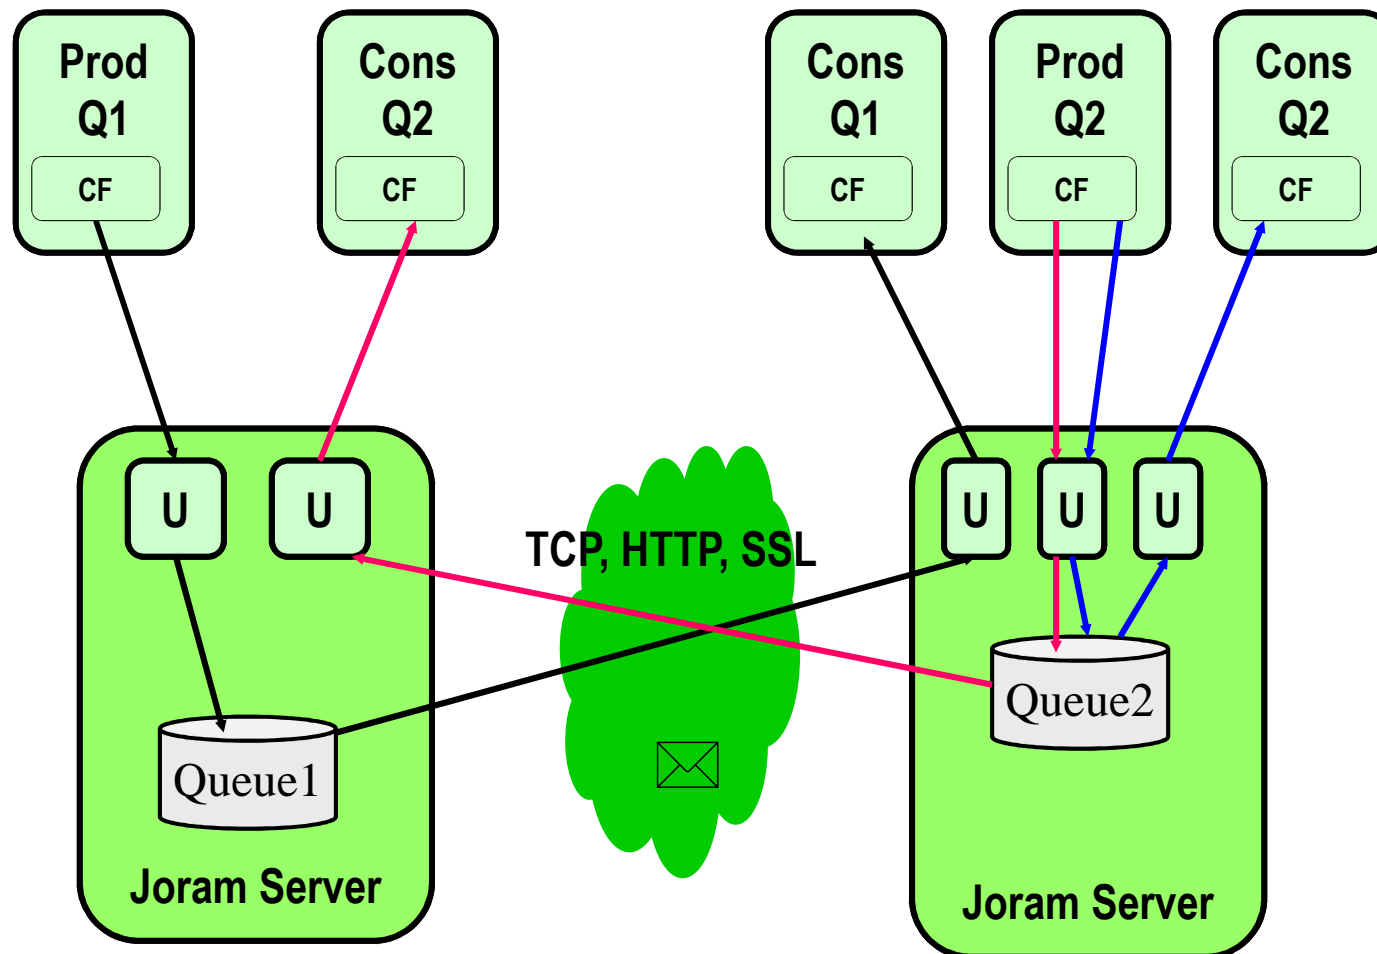 Prod
Q1
CF
Cons
Q2
CF
Cons
Q1
CF
Prod
Q2
CF
Cons
Q2
CF
U
U
TCP, HTTP, SSL
U
U
U
Queue1
Queue2
Joram Server
Joram Server